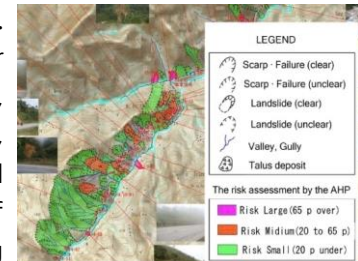 LEGEND
Scarp · Failure (clear)
Scarp · Failure (unclear)
Landslide (clear)
Landslide (unclear)
Valley, Gully
Talus deposit
The risk assessment by the AHP
Risk Large(65 p over)
Risk Midium(20 to 65 p)
Risk Small(20 p under)